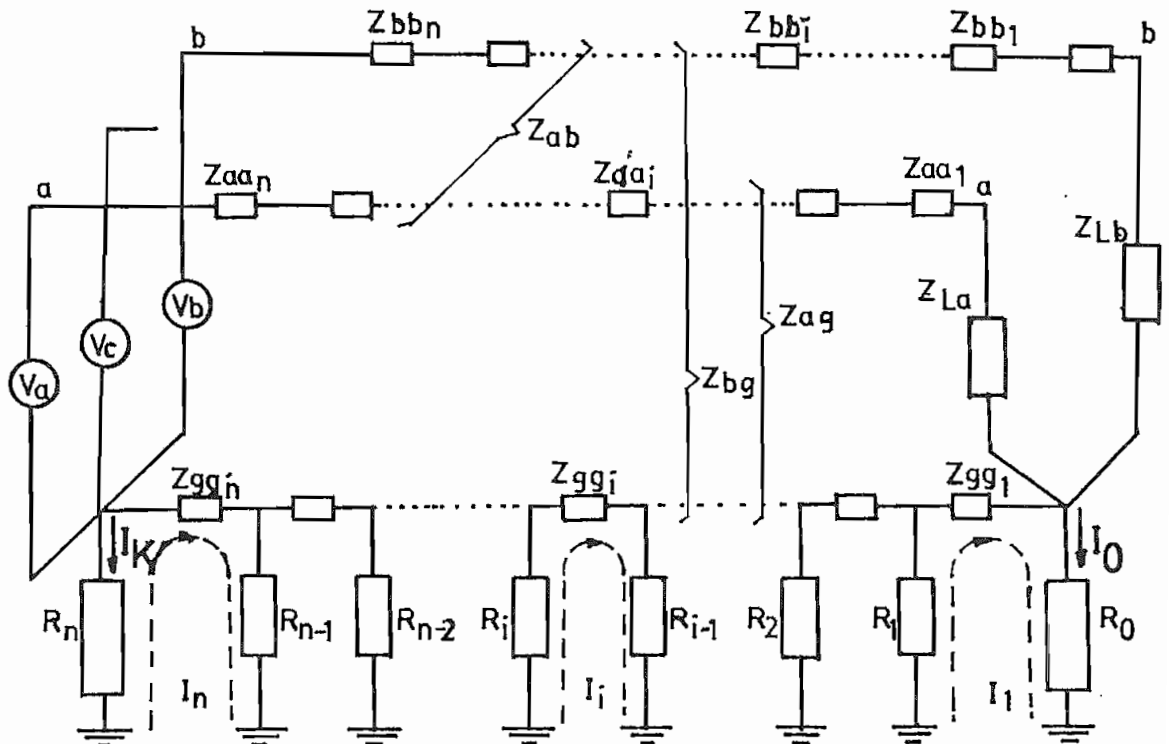 Zbbn Zbbi Zbb1
b b
Zab
Zaan Zaai Zaa1
a a
ZLb
ZLa
Vb
Vc
Va
Zag
Zbg
Zggn Zggi Zgg1
IK I0
Rn Rn-1 Rn-2 Ri Ri-1 R2 R1 R0
In Ii I1